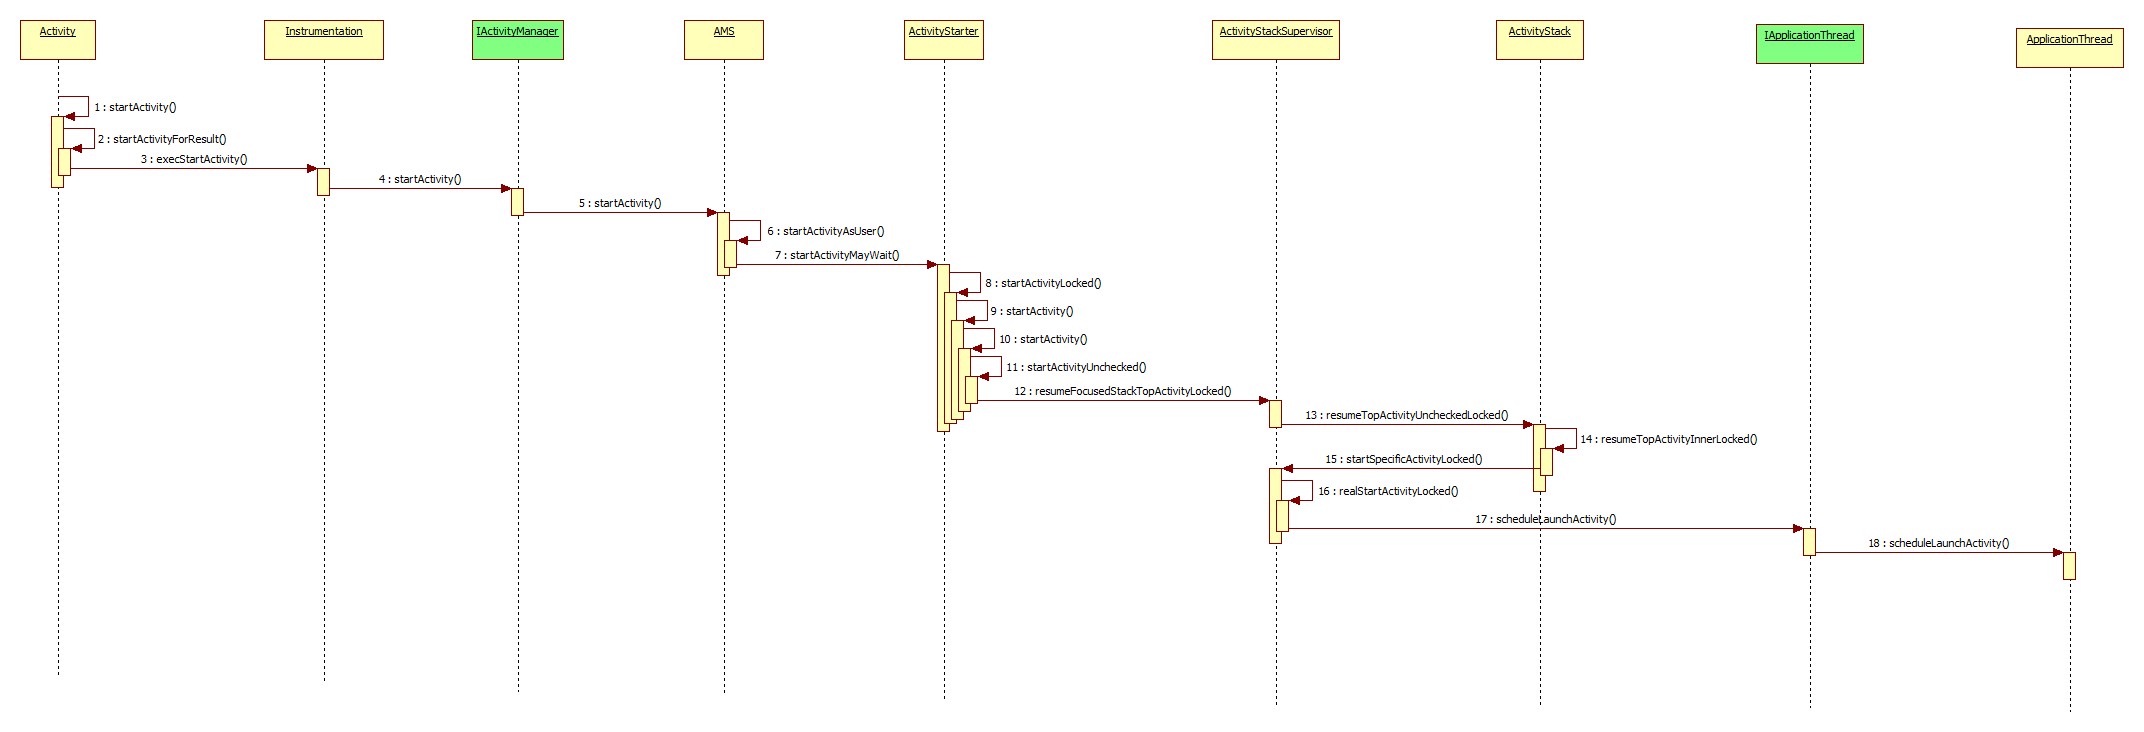 Activity
Instrumentation
IActivityManager
AMS
ActivityStarter
ActivityStackSupervisor
ActivityStack
IApplicationThread
ApplicationThread
1 : startActivity()
2 : startActivityForResult()
3 : execStartActivity()
4 : startActivity()
5 : startActivity()
6 : startActivityAsUser()
7 : startActivityMayWait()
8 : startActivityLocked()
9 : startActivity()
10 : startActivity()
11 : startActivityUnchecked()
12 : resumeFocusedStackTopActivityLocked()
13 : resumeTopActivityUncheckedLocked()
14 : resumeTopActivityInnerLocked()
15 : startSpecificActivityLocked()
16 : realStartActivityLocked()
17 : scheduleLaunchActivity()
18 : scheduleLaunchActivity()